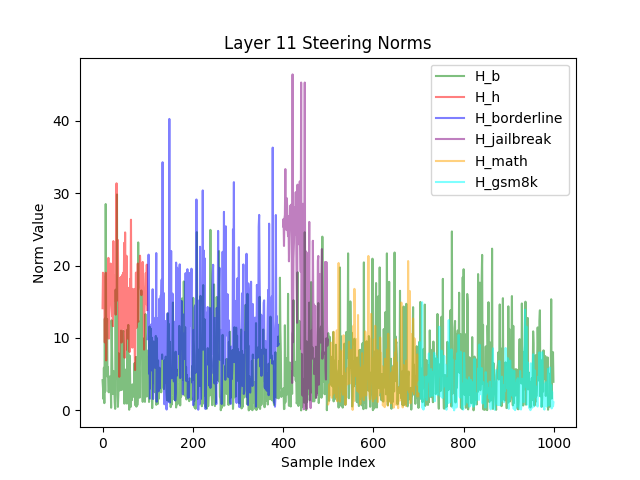 Layer 11 Steering Norms
H_b
H_h
H_borderline
H_jailbreak
H_math
H_gsm8k
Norm Value
40
30
20
10
0
0 200 400 600 800 1000
Sample Index